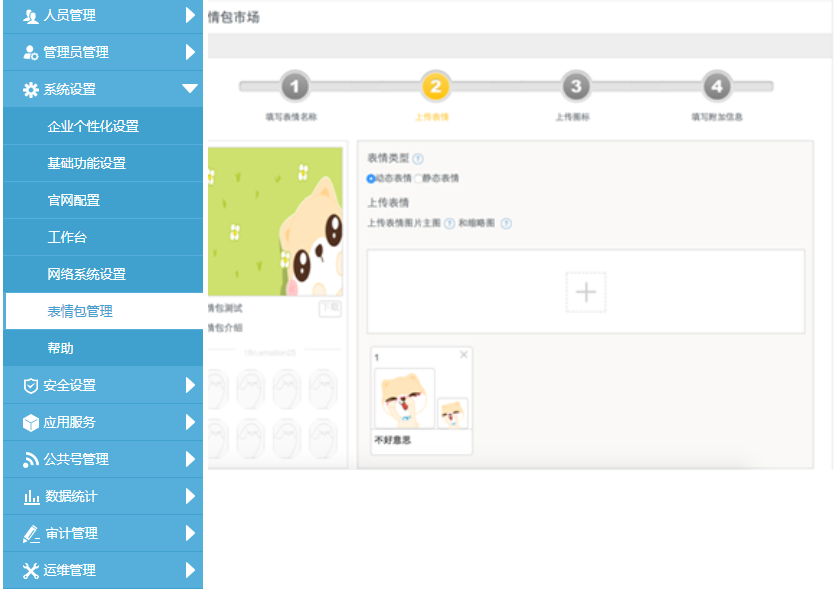 人员管理
管理员管理
系统设置
企业个性化设置
基础功能设置
官网配置
工作台
网络系统设置
表情包管理
帮助
安全设置
应用服务
公共号管理
数据统计
审计管理
运维管理
情包市场
1 2 3 4
填写表情名称 上传表情 上传图标 填写附加信息
情包测试 下载
情包介绍
表情类型 ?
动态表情 静态表情
上传表情
上传表情图片主图 ? 和缩略图 ?
1
不好意思